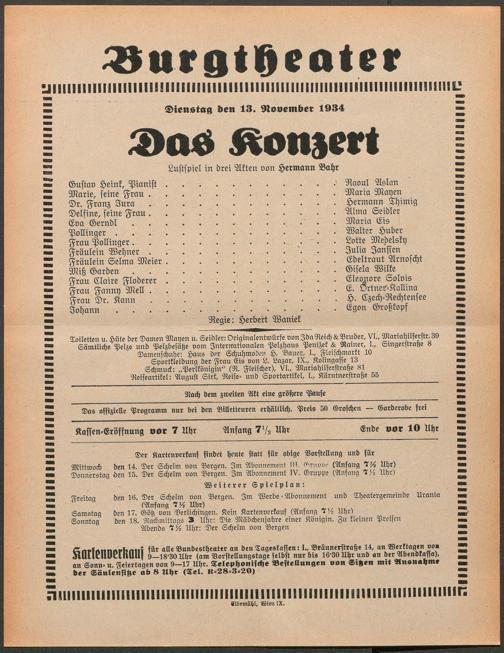 Burgtheater
Dienstag den 13. November 1934
Das Konzert
Lustspiel in drei Akten von Hermann Bahr
Gustav Heink, Pianist . . . . . . . . . . Raoul Aslan
Marie, seine Frau . . . . . . . . . . Maria Mayen
Dr. Franz Jura . . . . . . . . . . Hermann Thimig
Delfine, seine Frau . . . . . . . . . . Alma Seidler
Eva Gerndl . . . . . . . . . . Maria Eis
Pollinger . . . . . . . . . . Walter Huber
Frau Pollinger . . . . . . . . . . Lotte Medelsky
Fräulein Wehner . . . . . . . . . . Julia Janssen
Fräulein Selma Meier . . . . . . . . . . Edeltraut Arnoscht
Miß Garden . . . . . . . . . . Gisela Wilke
Frau Claire Floderer . . . . . . . . . . Eleonore Solvis
Frau Fanny Mell . . . . . . . . . . E. Ortner-Kallina
Frau Dr. Kann . . . . . . . . . . H. Czech-Rechtensee
Johann . . . . . . . . . . Egon Großkopf
Regie: Herbert Waniek
Toiletten u. Hüte der Damen Mayen u. Seidler: Originalentwürfe von Ida Reich & Bruder, VI., Mariahilferstr. 39
Sämtliche Pelze und Pelzbesätze vom Internationalen Pelzhaus Penizek & Rainer, I., Singerstraße 8
Damenschuhe: Haus der Schuhmoden H. Bauer, I., Fleischmarkt 10
Sportkleidung der Frau Eis von L. Lazar, IX., Kolingasse 13
Schmuck: „Perlkönigin" (R. Fleischer), VI., Mariahilferstraße 81
Reiseartikel: August Sirk, Reise- und Sportartikel, I., Kärntnerstraße 55
Nach dem zweiten Akt eine größere Pause
Das offizielle Programm nur bei den Billetteuren erhältlich. Preis 50 Groschen — Garderobe frei
Kassen-Eröffnung vor 7 Uhr Anfang 7½ Uhr Ende vor 10 Uhr
Der Kartenverkauf findet heute statt für obige Vorstellung und für
Mittwoch den 14. Der Schelm von Bergen. Im Abonnement III. Gruppe (Anfang 7½ Uhr)
Donnerstag den 15. Der Schelm von Bergen. Im Abonnement IV. Gruppe (Anfang 7½ Uhr)
Weiterer Spielplan:
Freitag den 16. Der Schelm von Bergen. Im Werbe-Abonnement und Theatergemeinde Urania
(Anfang 7½ Uhr)
Samstag den 17. Götz von Berlichingen. Kein Kartenverkauf (Anfang 7½ Uhr)
Sonntag den 18. Nachmittags 3 Uhr: Die Mädchenjahre einer Königin. Zu kleinen Preisen
Abends 7½ Uhr: Der Schelm von Bergen
Kartenverkauf für alle Bundestheater an den Tageskassen: I., Bräunerstraße 14, an Werktagen von
9—18'30 Uhr (am Vorstellungstage selbst nur bis 16'30 Uhr und an der Abendkassa),
an Sonn- u. Feiertagen von 9—17 Uhr. Telephonische Bestellungen von Sitzen mit Ausnahme
der Säulensitze ab 8 Uhr (Tel. R-28-3-20)
Elbemühl, Wien IX.